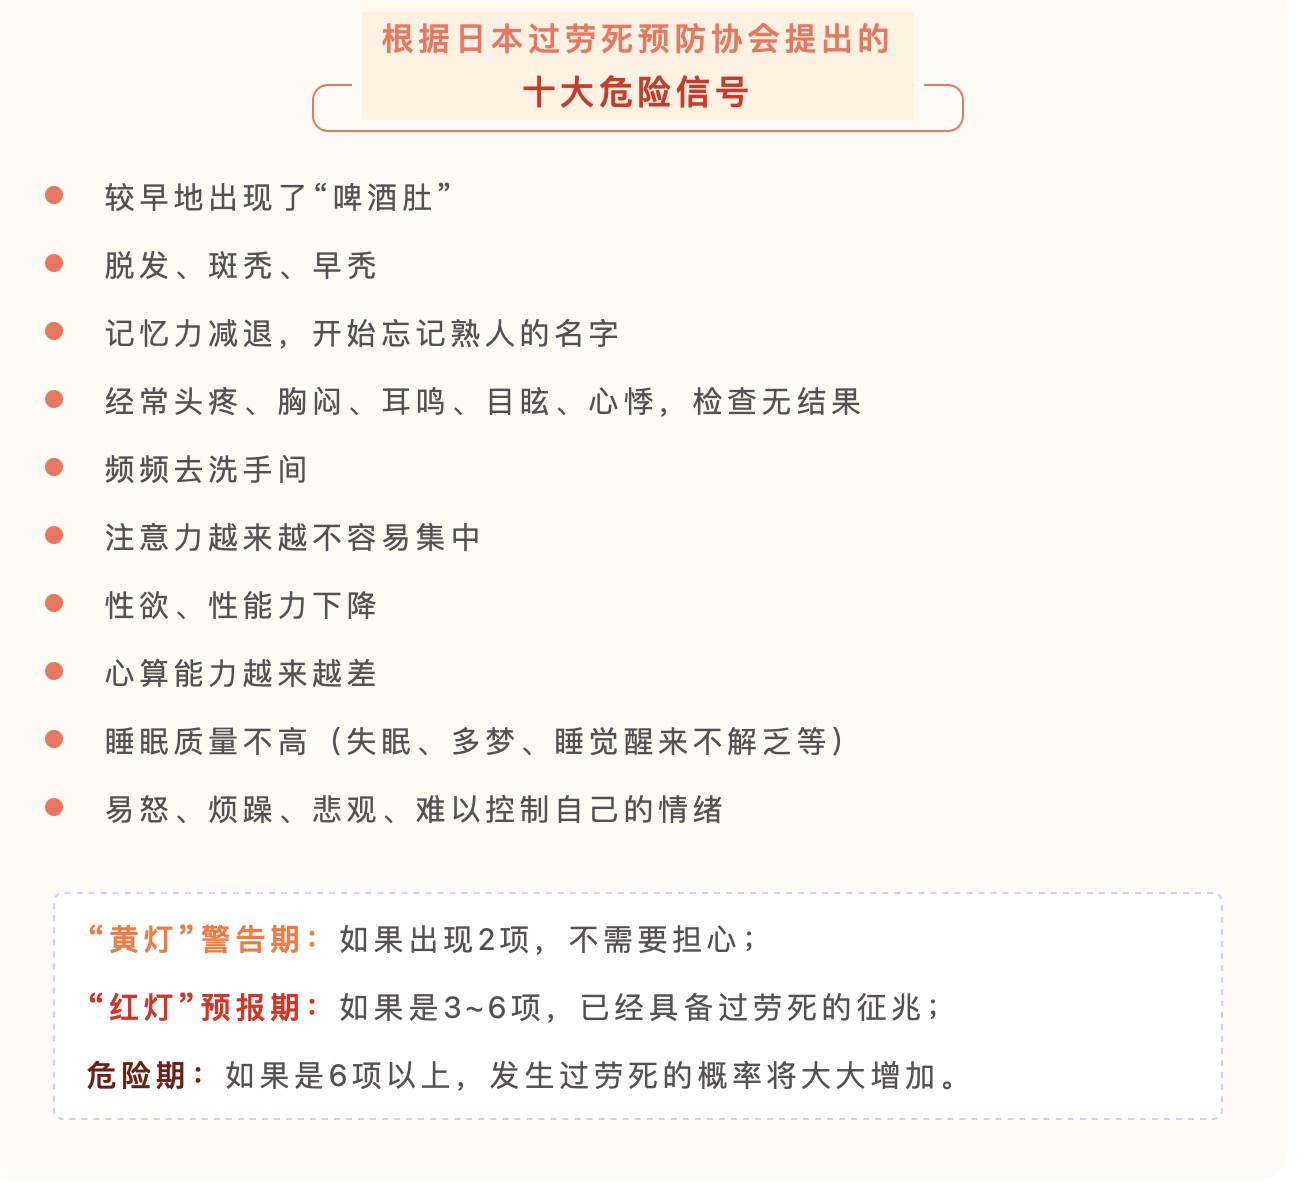 根据日本过劳死预防协会提出的
十大危险信号
较早地出现了“啤酒肚”
脱发、斑秃、早秃
记忆力减退，开始忘记熟人的名字
经常头疼、胸闷、耳鸣、目眩、心悸，检查无结果
频频去洗手间
注意力越来越不容易集中
性欲、性能力下降
心算能力越来越差
睡眠质量不高（失眠、多梦、睡觉醒来不解乏等）
易怒、烦躁、悲观、难以控制自己的情绪
“黄灯”警告期：如果出现2项，不需要担心；
“红灯”预报期：如果是3~6项，已经具备过劳死的征兆；
危险期：如果是6项以上，发生过劳死的概率将大大增加。